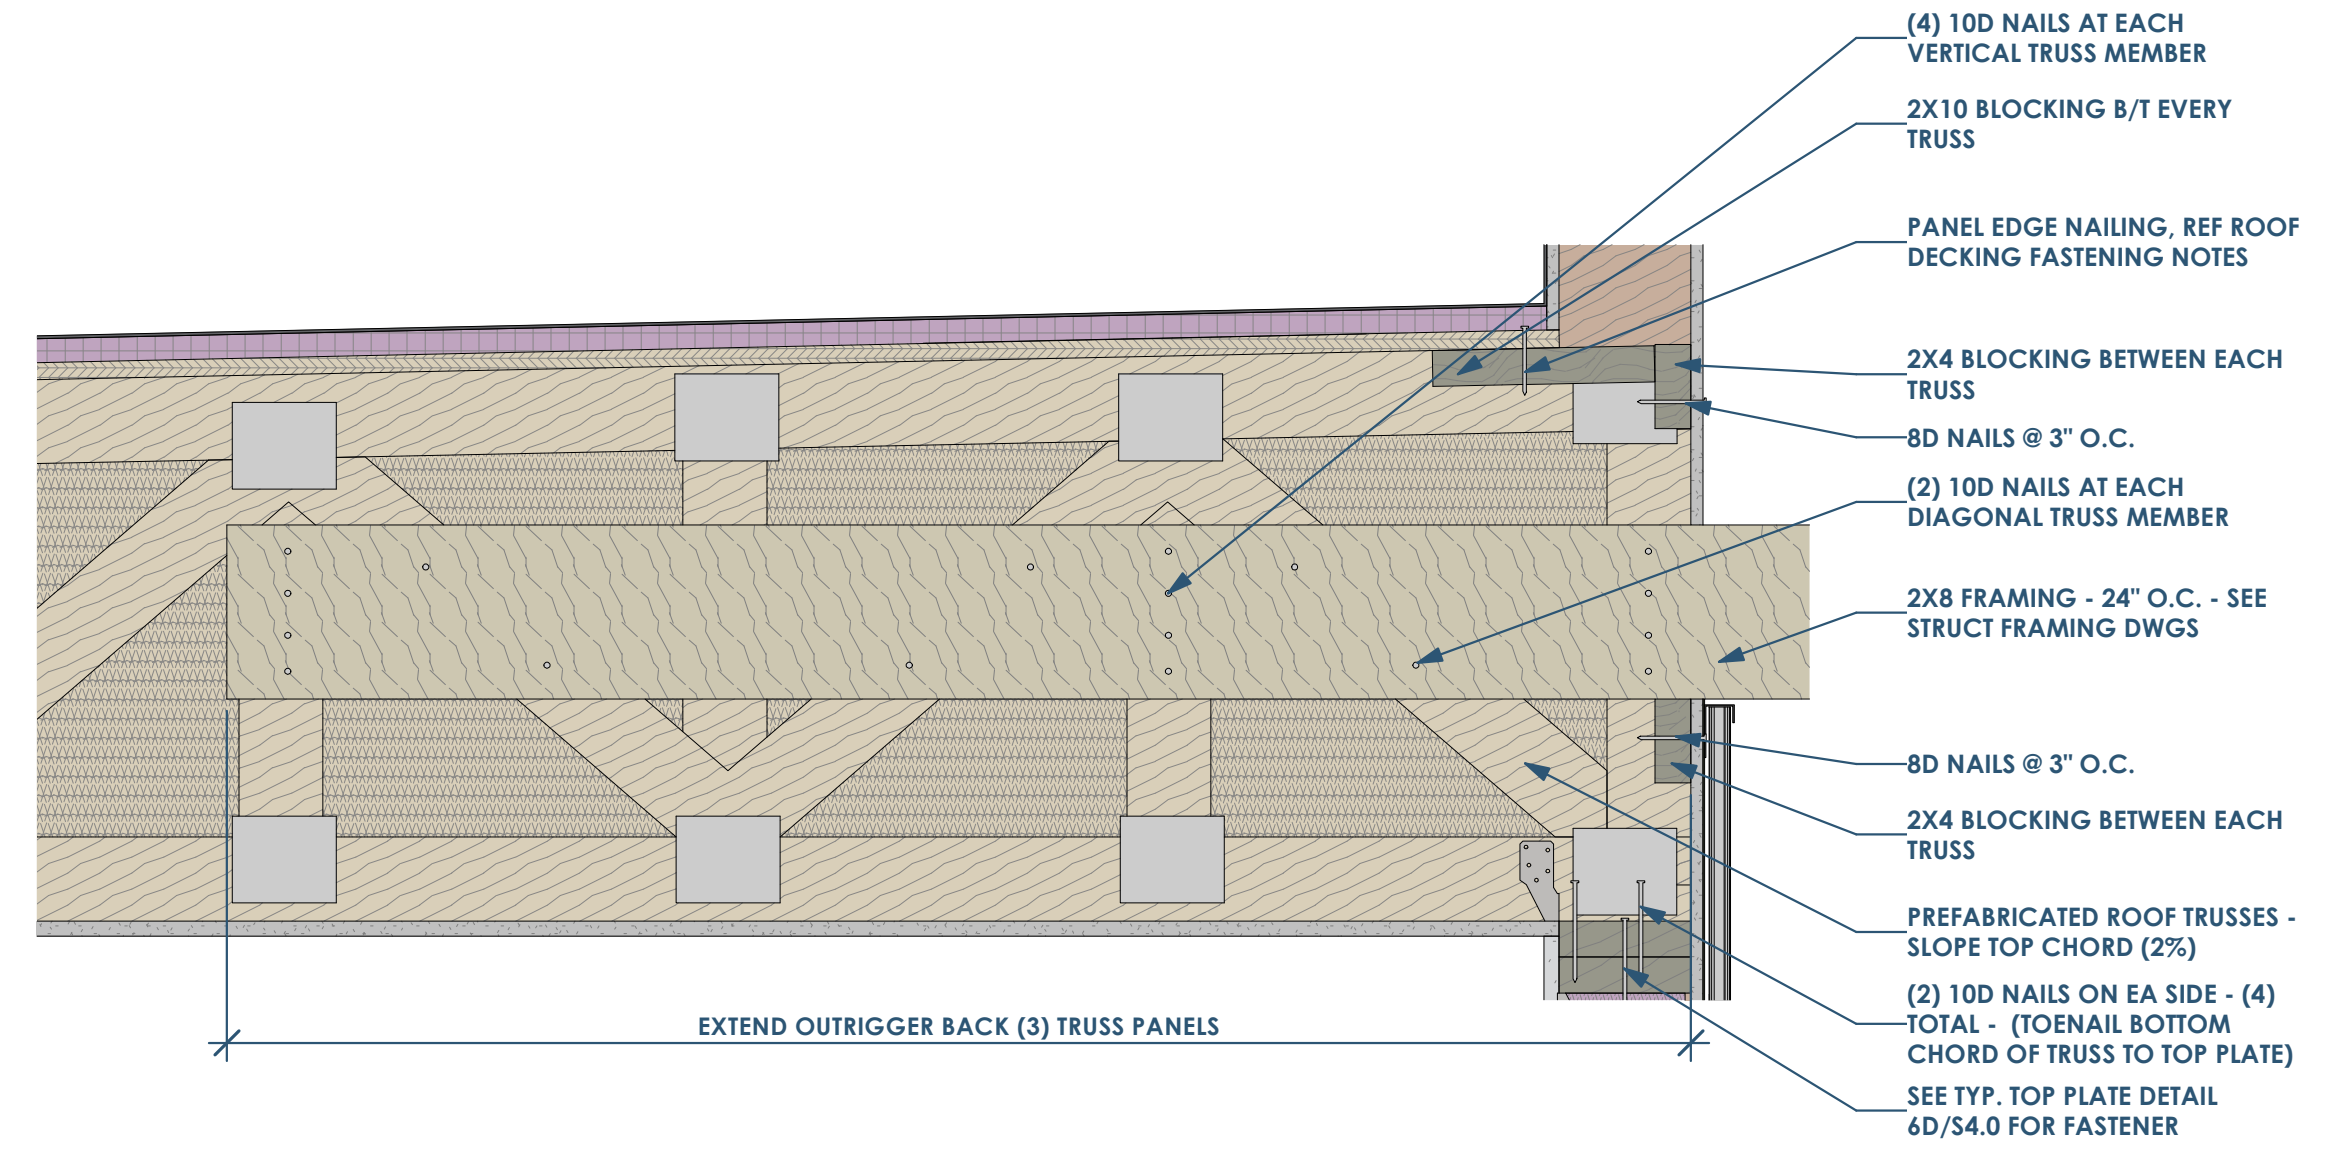 (4) 10D NAILS AT EACH
VERTICAL TRUSS MEMBER
2X10 BLOCKING B/T EVERY
TRUSS
PANEL EDGE NAILING, REF ROOF
DECKING FASTENING NOTES
2X4 BLOCKING BETWEEN EACH
TRUSS
8D NAILS @ 3" O.C.
(2) 10D NAILS AT EACH
DIAGONAL TRUSS MEMBER
2X8 FRAMING - 24" O.C. - SEE
STRUCT FRAMING DWGS
8D NAILS @ 3" O.C.
2X4 BLOCKING BETWEEN EACH
TRUSS
PREFABRICATED ROOF TRUSSES -
SLOPE TOP CHORD (2%)
(2) 10D NAILS ON EA SIDE - (4)
TOTAL - (TOENAIL BOTTOM
CHORD OF TRUSS TO TOP PLATE)
EXTEND OUTRIGGER BACK (3) TRUSS PANELS
SEE TYP. TOP PLATE DETAIL
6D/S4.0 FOR FASTENER